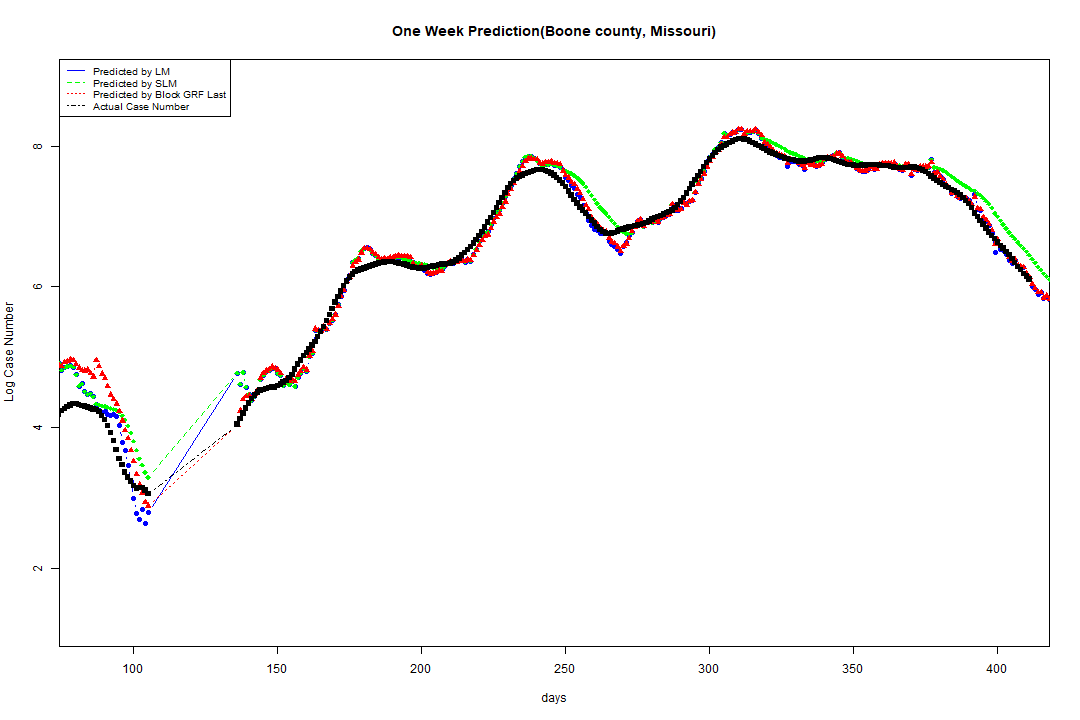 One Week Prediction(Boone county, Missouri)
Predicted by LM
Predicted by SLM
Predicted by Block GRF Last
Actual Case Number
Log Case Number
8
6
4
2
100 150 200 250 300 350 400
days